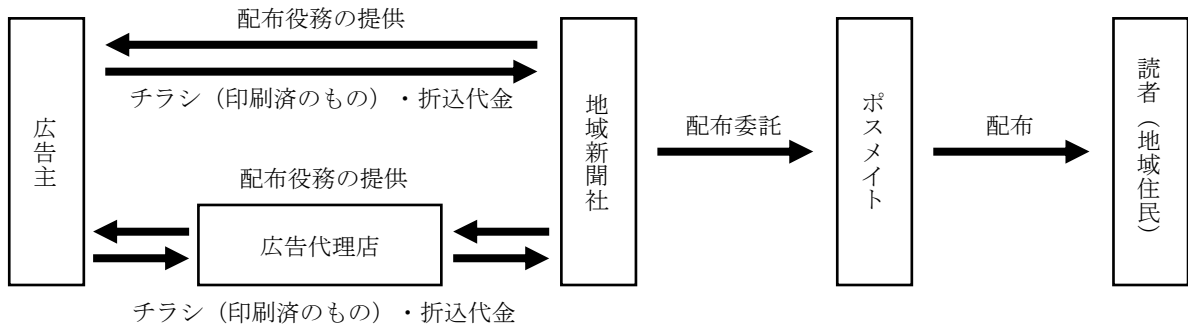 配布役務の提供
チラシ（印刷済のもの）・折込代金
広告主
配布役務の提供
広告代理店
チラシ（印刷済のもの）・折込代金
地域新聞社
配布委託
ポスメイト
配布
読者（地域住民）